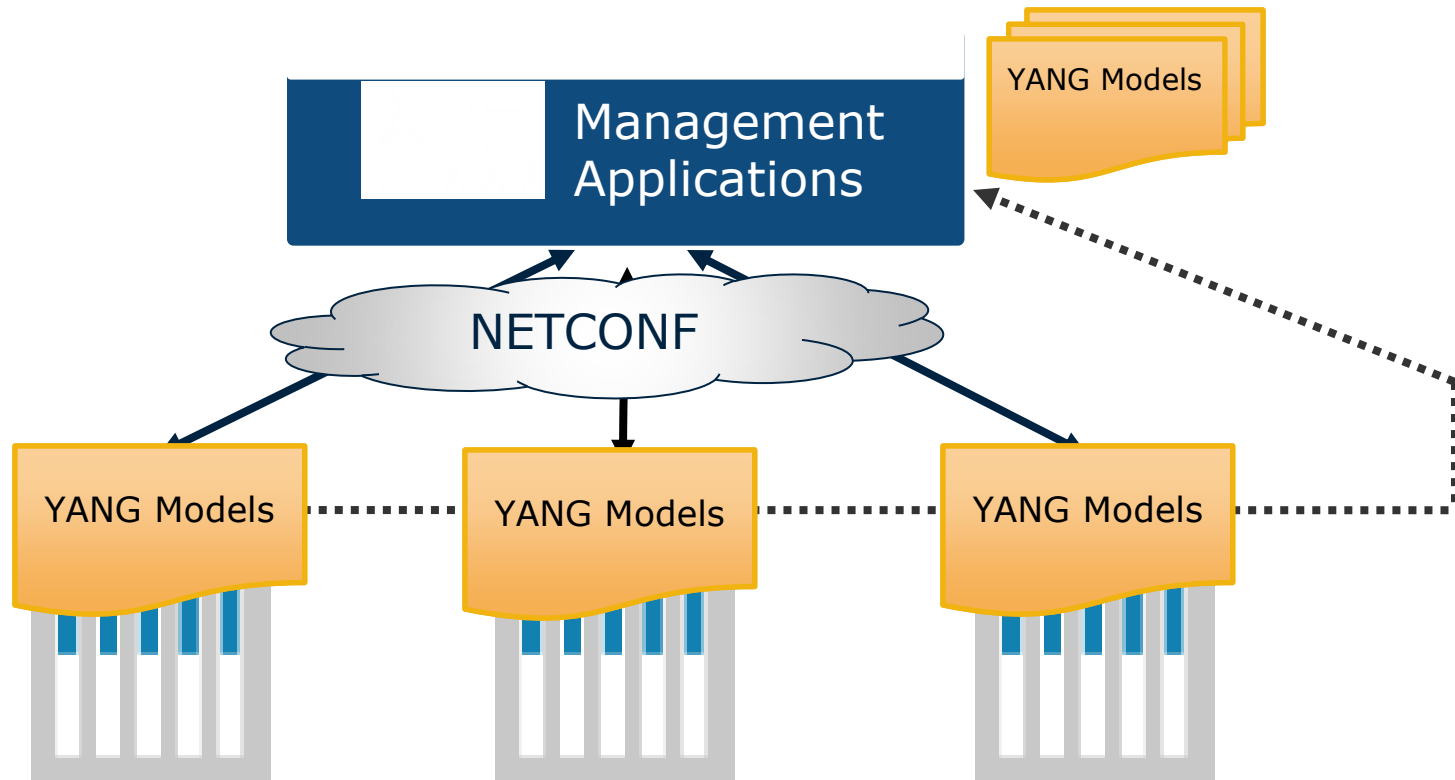 YANG Models
Management
Applications
NETCONF
YANG Models
YANG Models
YANG Models